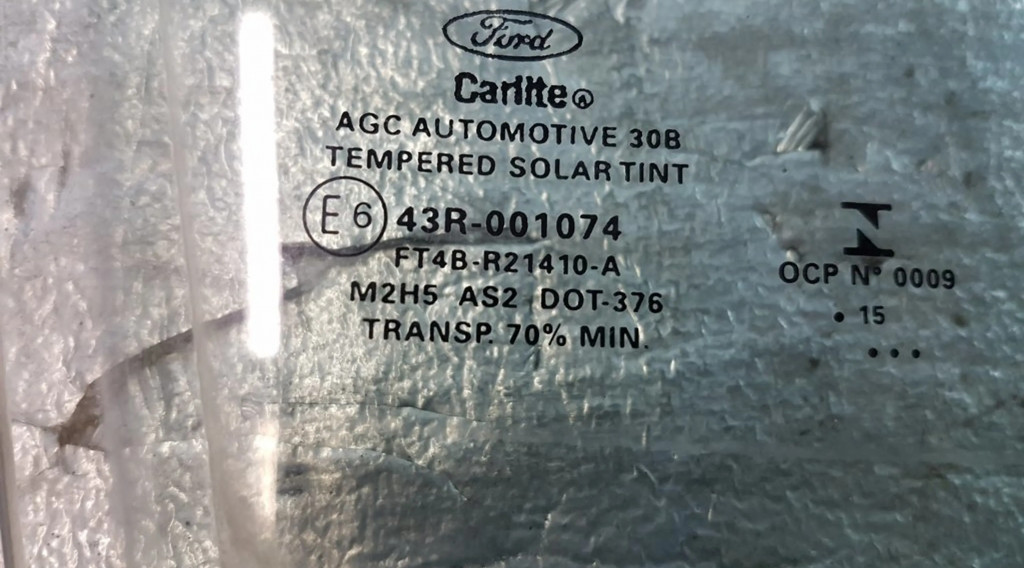 Ford
Carlite
AGC AUTOMOTIVE 30B
TEMPERED SOLAR TINT
E6 43R-001074
FT4B-R21410-A
M2H5 AS2 DOT-376
TRANSP. 70% MIN.
OCP Nº 0009
• 15
•••